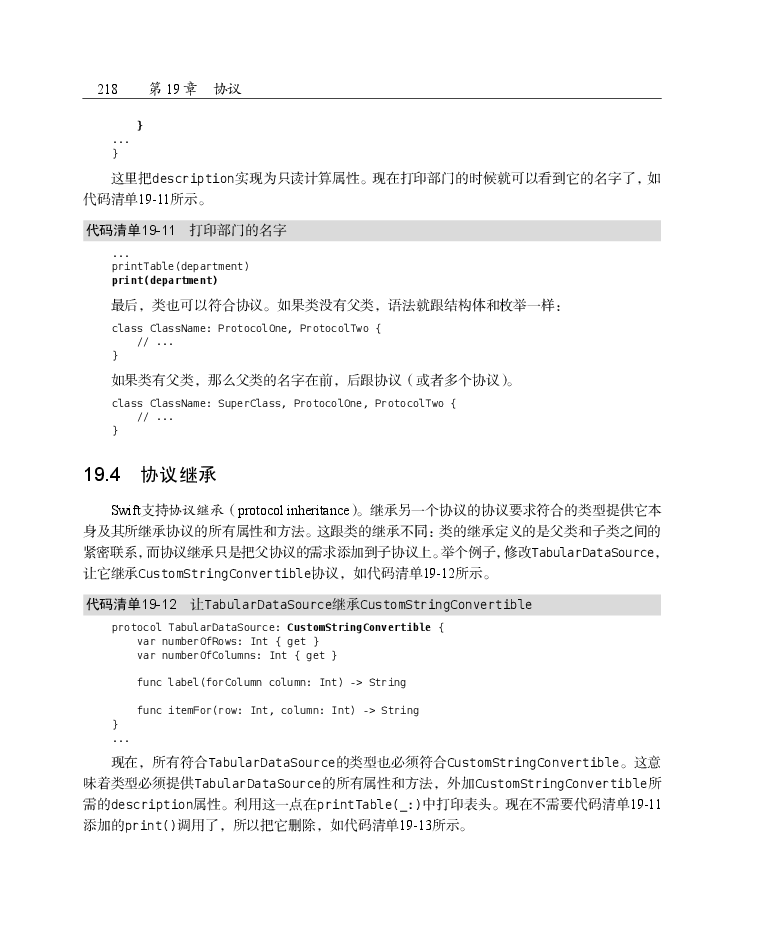 218 第 19 章 协议
}
...
}
这里把description实现为只读计算属性。现在打印部门的时候就可以看到它的名字了，如
代码清单19-11所示。
代码清单19-11 打印部门的名字
...
printTable(department)
print(department)
最后，类也可以符合协议。如果类没有父类，语法就跟结构体和枚举一样：
class ClassName: ProtocolOne, ProtocolTwo {
// ...
}
如果类有父类，那么父类的名字在前，后跟协议（或者多个协议）。
class ClassName: SuperClass, ProtocolOne, ProtocolTwo {
// ...
}
19.4 协议继承
Swift支持协议继承（protocol inheritance）。继承另一个协议的协议要求符合的类型提供它本
身及其所继承协议的所有属性和方法。这跟类的继承不同：类的继承定义的是父类和子类之间的
紧密联系，而协议继承只是把父协议的需求添加到子协议上。举个例子，修改TabularDataSource，
让它继承CustomStringConvertible协议，如代码清单19-12所示。
代码清单19-12 让TabularDataSource继承CustomStringConvertible
protocol TabularDataSource: CustomStringConvertible {
var numberOfRows: Int { get }
var numberOfColumns: Int { get }
func label(forColumn column: Int) -> String
func itemFor(row: Int, column: Int) -> String
}
...
现在，所有符合TabularDataSource的类型也必须符合CustomStringConvertible。这意
味着类型必须提供TabularDataSource的所有属性和方法，外加CustomStringConvertible所
需的description属性。利用这一点在printTable(_:)中打印表头。现在不需要代码清单19-11
添加的print()调用了，所以把它删除，如代码清单19-13所示。